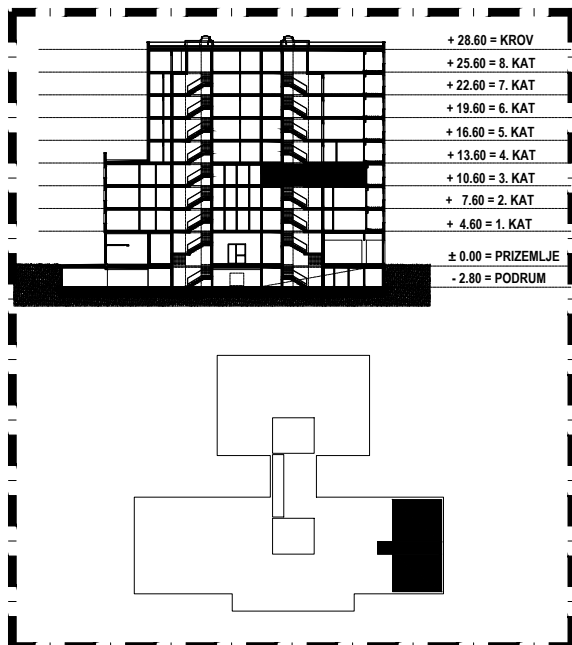 + 28.60 = KROV
+ 25.60 = 8. KAT
+ 22.60 = 7. KAT
+ 19.60 = 6. KAT
+ 16.60 = 5. KAT
+ 13.60 = 4. KAT
+ 10.60 = 3. KAT
+ 7.60 = 2. KAT
+ 4.60 = 1. KAT
± 0.00 = PRIZEMLJE
- 2.80 = PODRUM